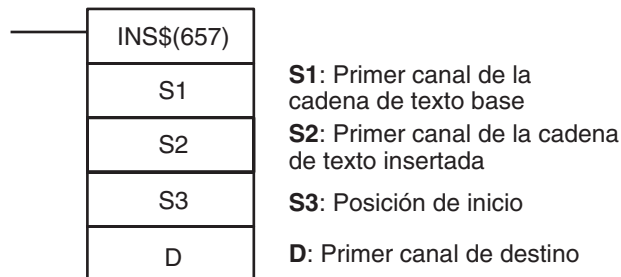 INS$(657)
S1
S1: Primer canal de la
cadena de texto base
S2
S2: Primer canal de la cadena
de texto insertada
S3
S3: Posición de inicio
D
D: Primer canal de destino